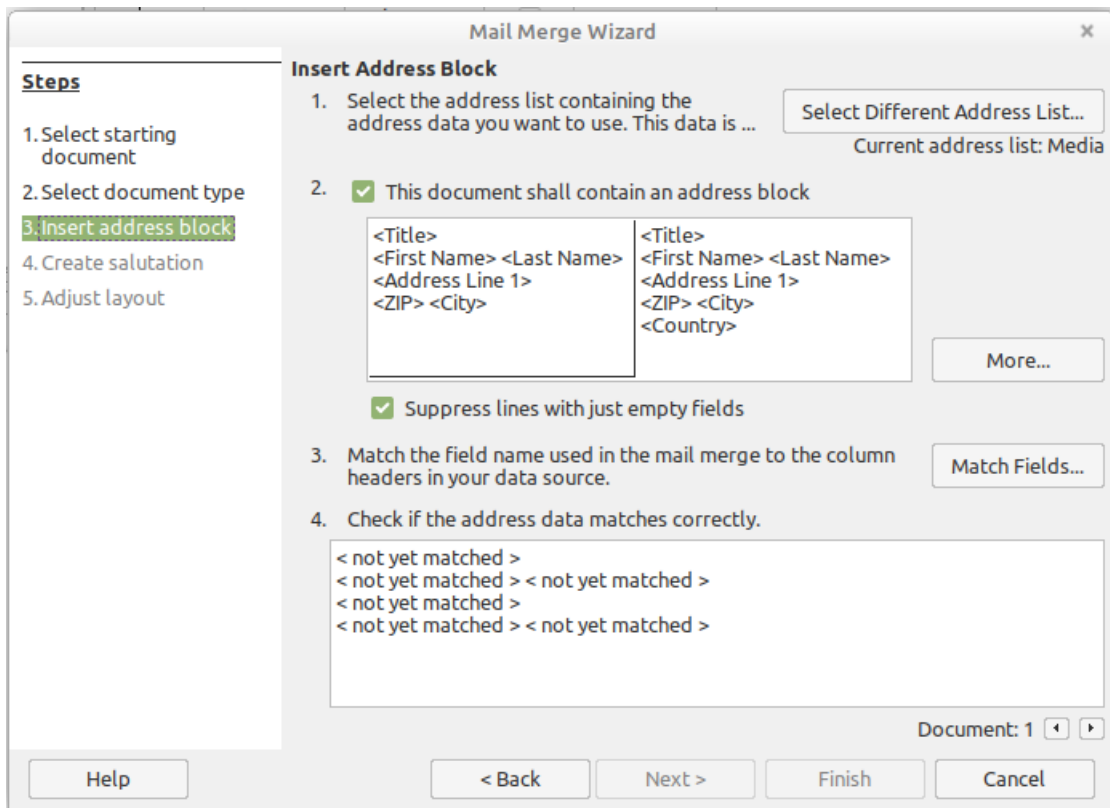 Mail Merge Wizard
Steps
1. Select starting
document
2. Select document type
3. Insert address block
4. Create salutation
5. Adjust layout
Insert Address Block
1. Select the address list containing the
address data you want to use. This data is ...
Select Different Address List...
Current address list: Media
2. This document shall contain an address block
<Title>
<First Name> <Last Name>
<Address Line 1>
<ZIP> <City>
<Title>
<First Name> <Last Name>
<Address Line 1>
<ZIP> <City>
<Country>
More...
Suppress lines with just empty fields
3. Match the field name used in the mail merge to the column
headers in your data source.
Match Fields...
4. Check if the address data matches correctly.
< not yet matched >
< not yet matched > < not yet matched >
< not yet matched >
< not yet matched > < not yet matched >
Document: 1
Help
< Back
Next >
Finish
Cancel